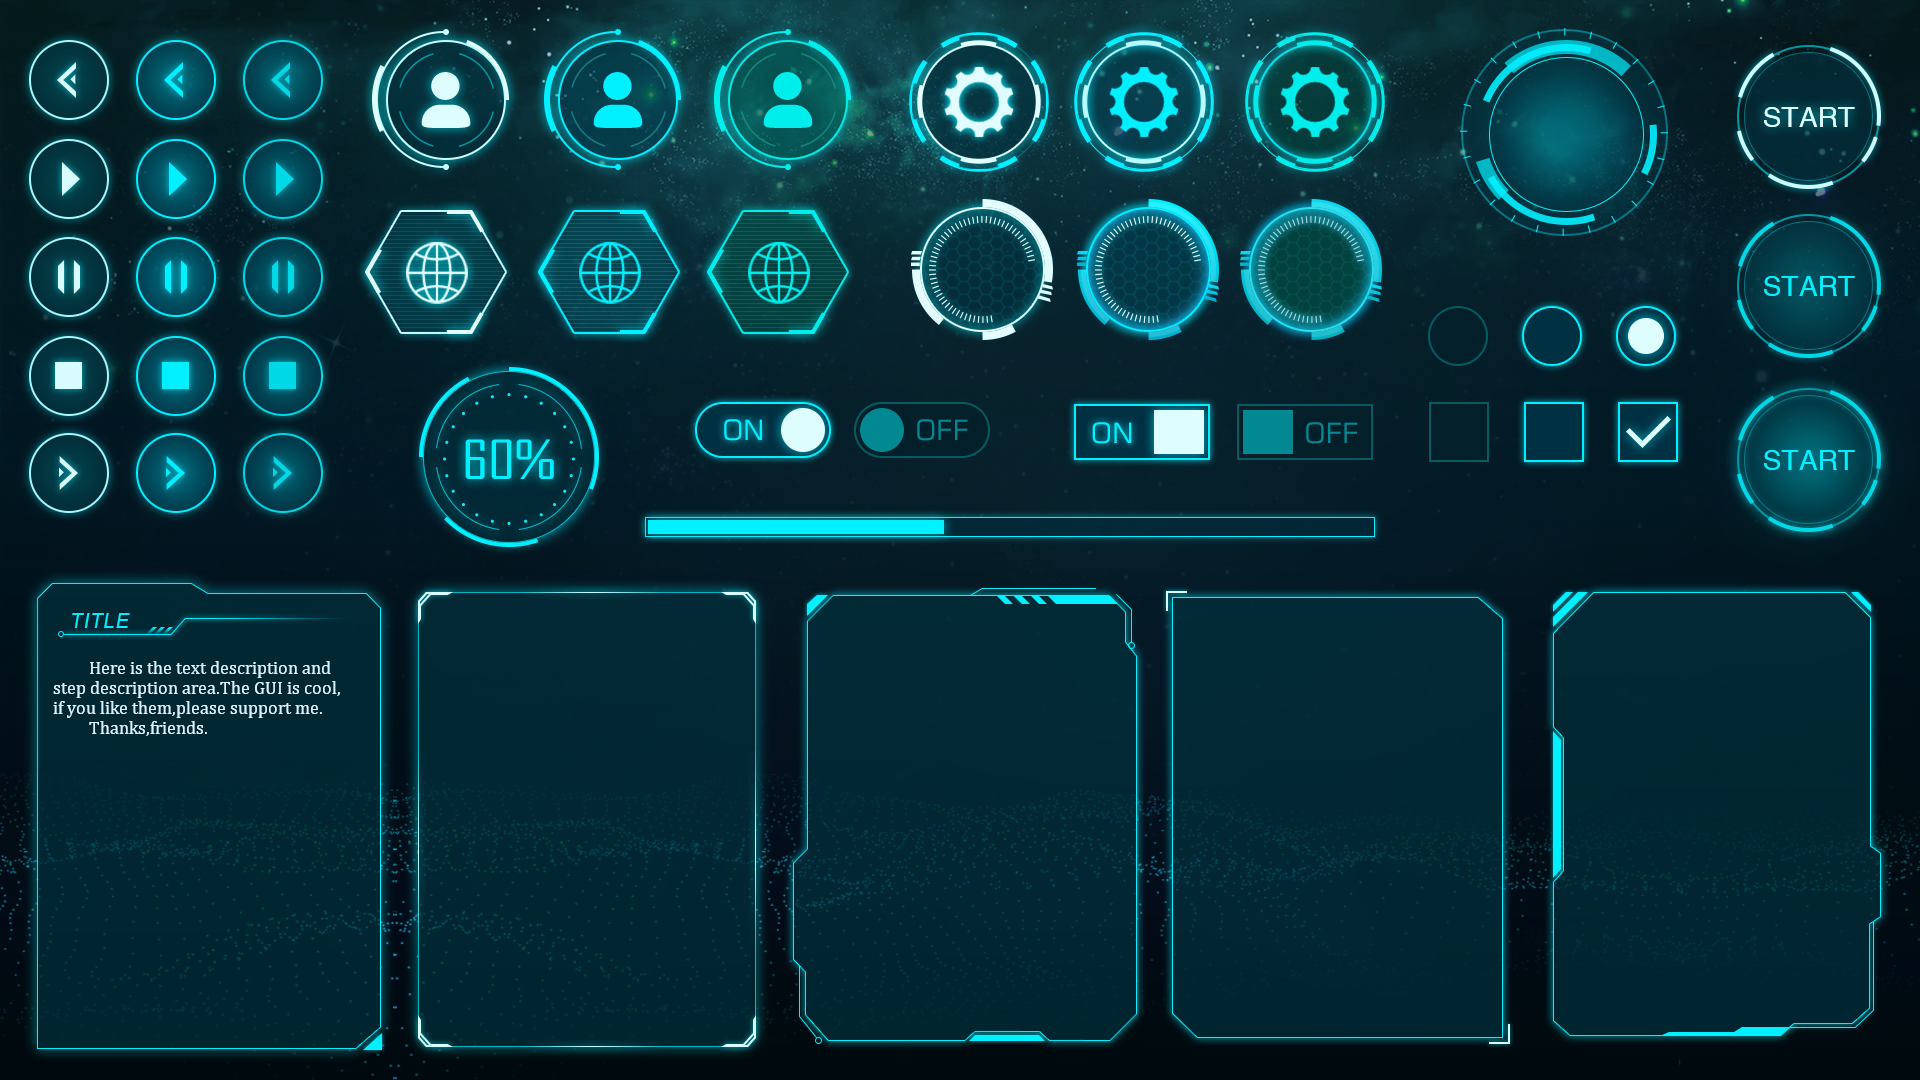 START
START
START
60%
ON
OFF
ON
OFF
TITLE
Here is the text description and
step description area.The GUI is cool,
if you like them,please support me.
Thanks,friends.